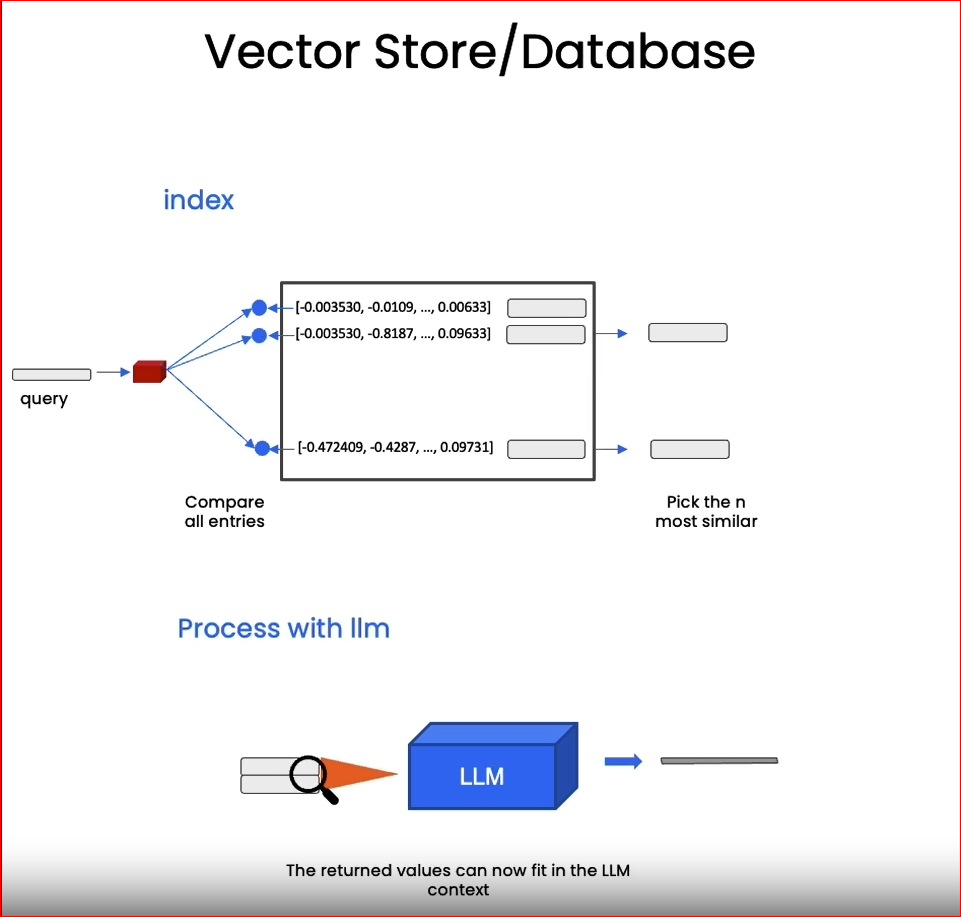 Vector Store/Database
index
[-0.003530, -0.0109, ..., 0.00633]
[-0.003530, -0.8187, ..., 0.09633]
query
[-0.472409, -0.4287, ..., 0.09731]
Compare
all entries
Pick the n
most similar
Process with llm
LLM
The returned values can now fit in the LLM
context